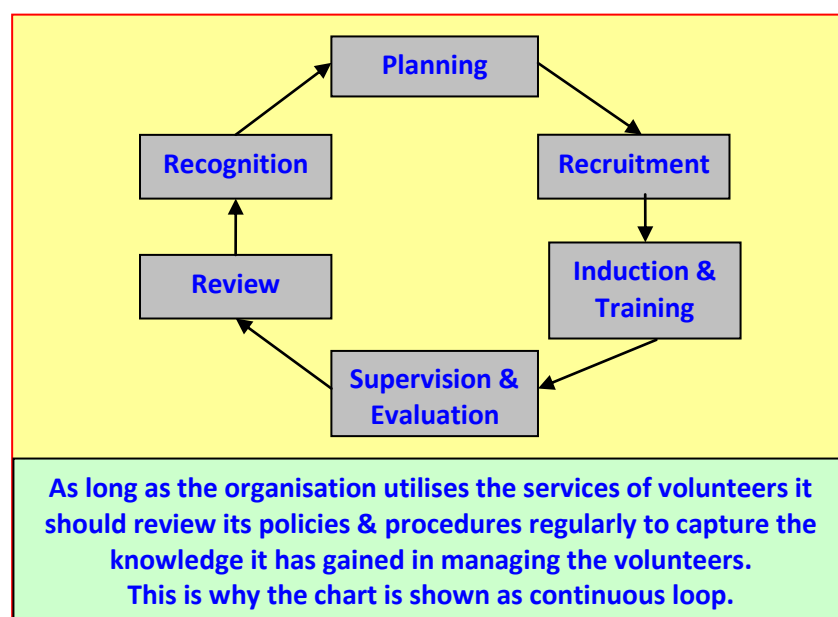 Planning
Recruitment
Induction &
Training
Supervision &
Evaluation
Review
Recognition
As long as the organisation utilises the services of volunteers it
should review its policies & procedures regularly to capture the
knowledge it has gained in managing the volunteers.
This is why the chart is shown as continuous loop.